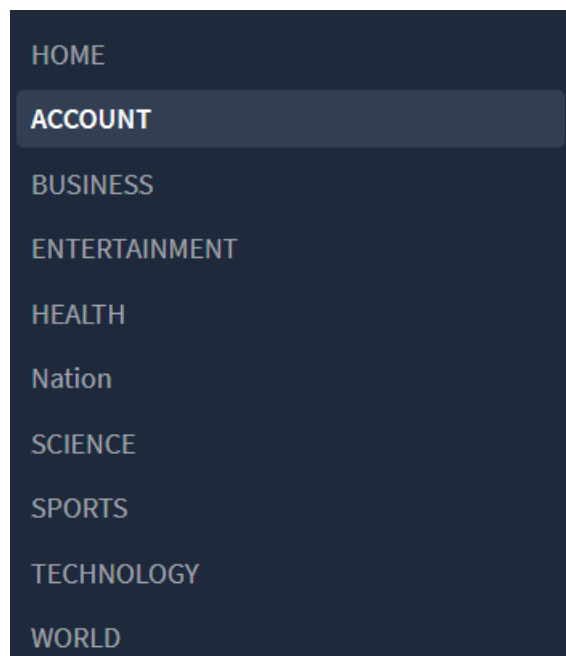 HOME
ACCOUNT
BUSINESS
ENTERTAINMENT
HEALTH
Nation
SCIENCE
SPORTS
TECHNOLOGY
WORLD